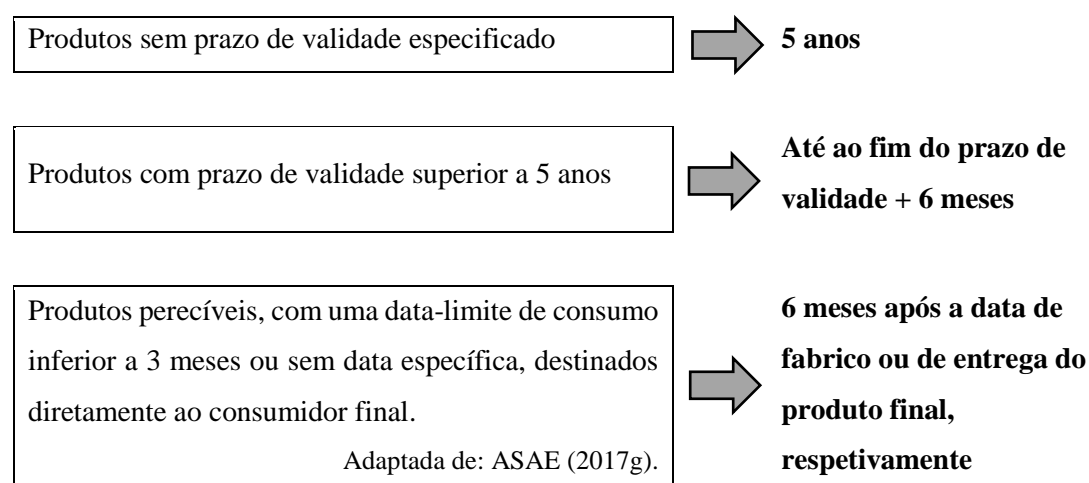 Produtos sem prazo de validade especificado
5 anos
Produtos com prazo de validade superior a 5 anos
Até ao fim do prazo de
validade + 6 meses
Produtos perecíveis, com uma data-limite de consumo
inferior a 3 meses ou sem data específica, destinados
diretamente ao consumidor final.
Adaptada de: ASAE (2017g).
6 meses após a data de
fabrico ou de entrega do
produto final,
respetivamente